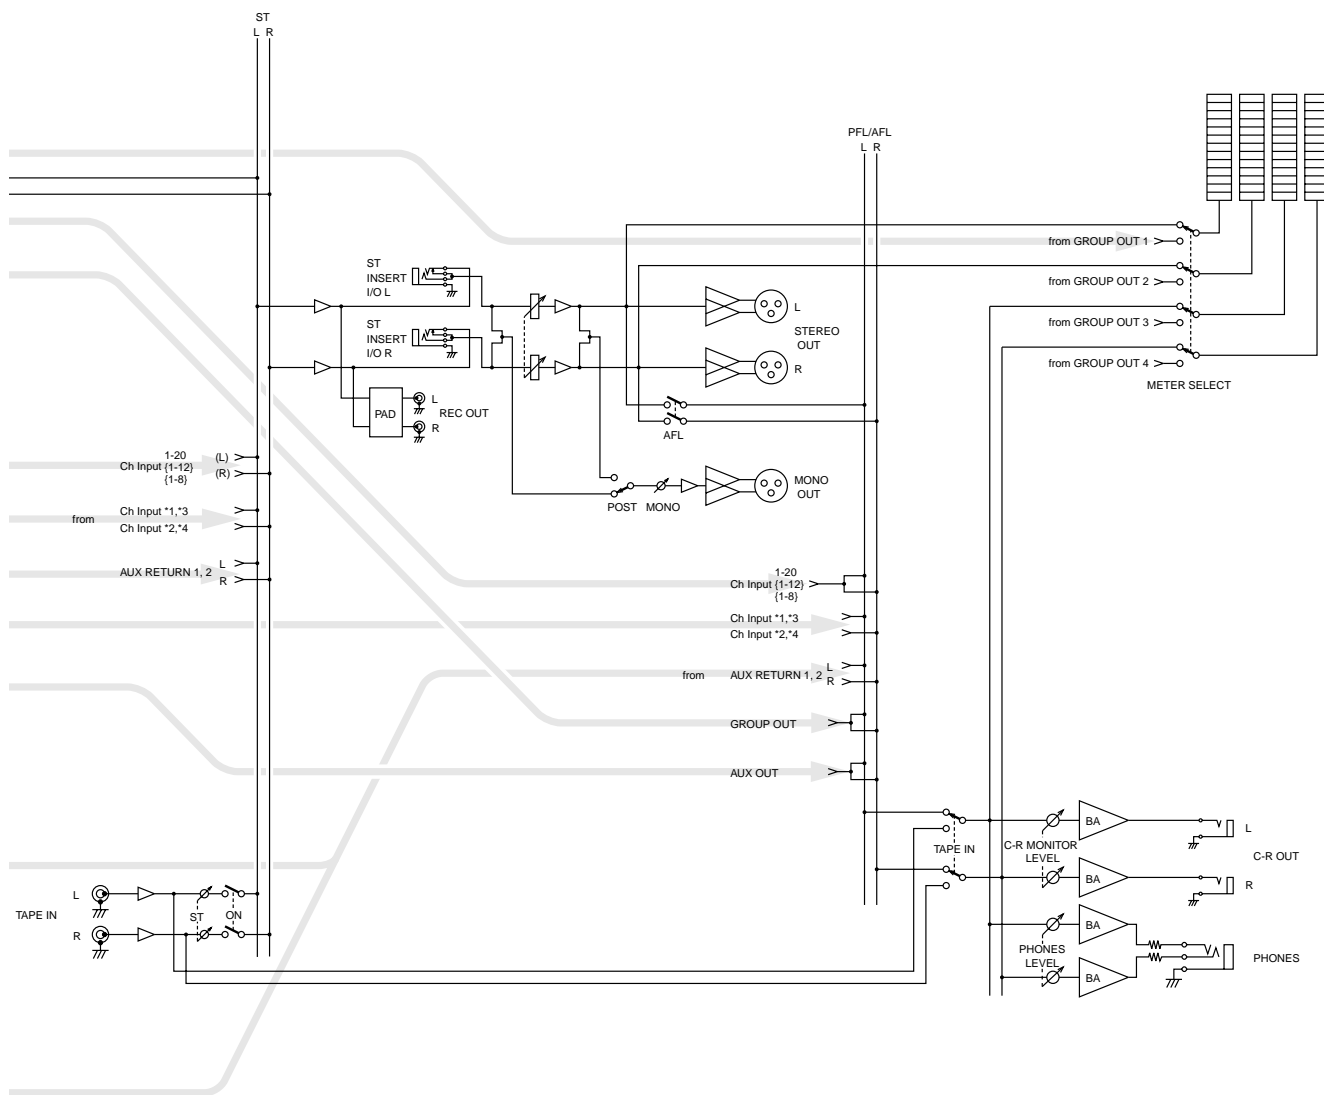 ST
L R
PFL/AFL
L R
from GROUP OUT 1
from GROUP OUT 2
from GROUP OUT 3
from GROUP OUT 4
METER SELECT
ST
INSERT
I/O L
ST
INSERT
I/O R
L
STEREO
OUT
R
PAD
L
REC OUT
R
AFL
MONO
OUT
POST MONO
1-20
Ch Input {1-12}
{1-8}
(L)
(R)
from
Ch Input *1,*3
Ch Input *2,*4
AUX RETURN 1, 2
L
R
1-20
Ch Input {1-12}
{1-8}
Ch Input *1,*3
Ch Input *2,*4
from
AUX RETURN 1, 2
L
R
GROUP OUT
AUX OUT
TAPE IN
C-R MONITOR
LEVEL
BA
L
C-R OUT
BA
R
TAPE IN
L
R
ST
ON
PHONES
LEVEL
BA
BA
PHONES